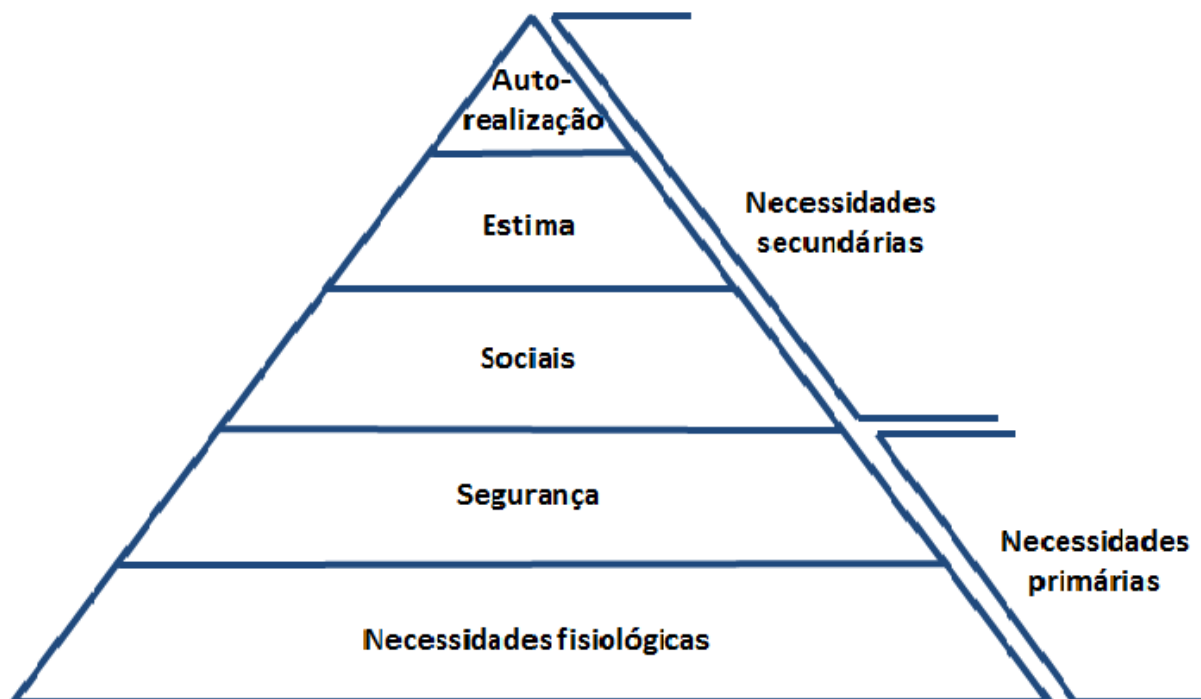 Auto-
realização
Estima
Necessidades
secundárias
Sociais
Segurança
Necessidades
primárias
Necessidades fisiológicas